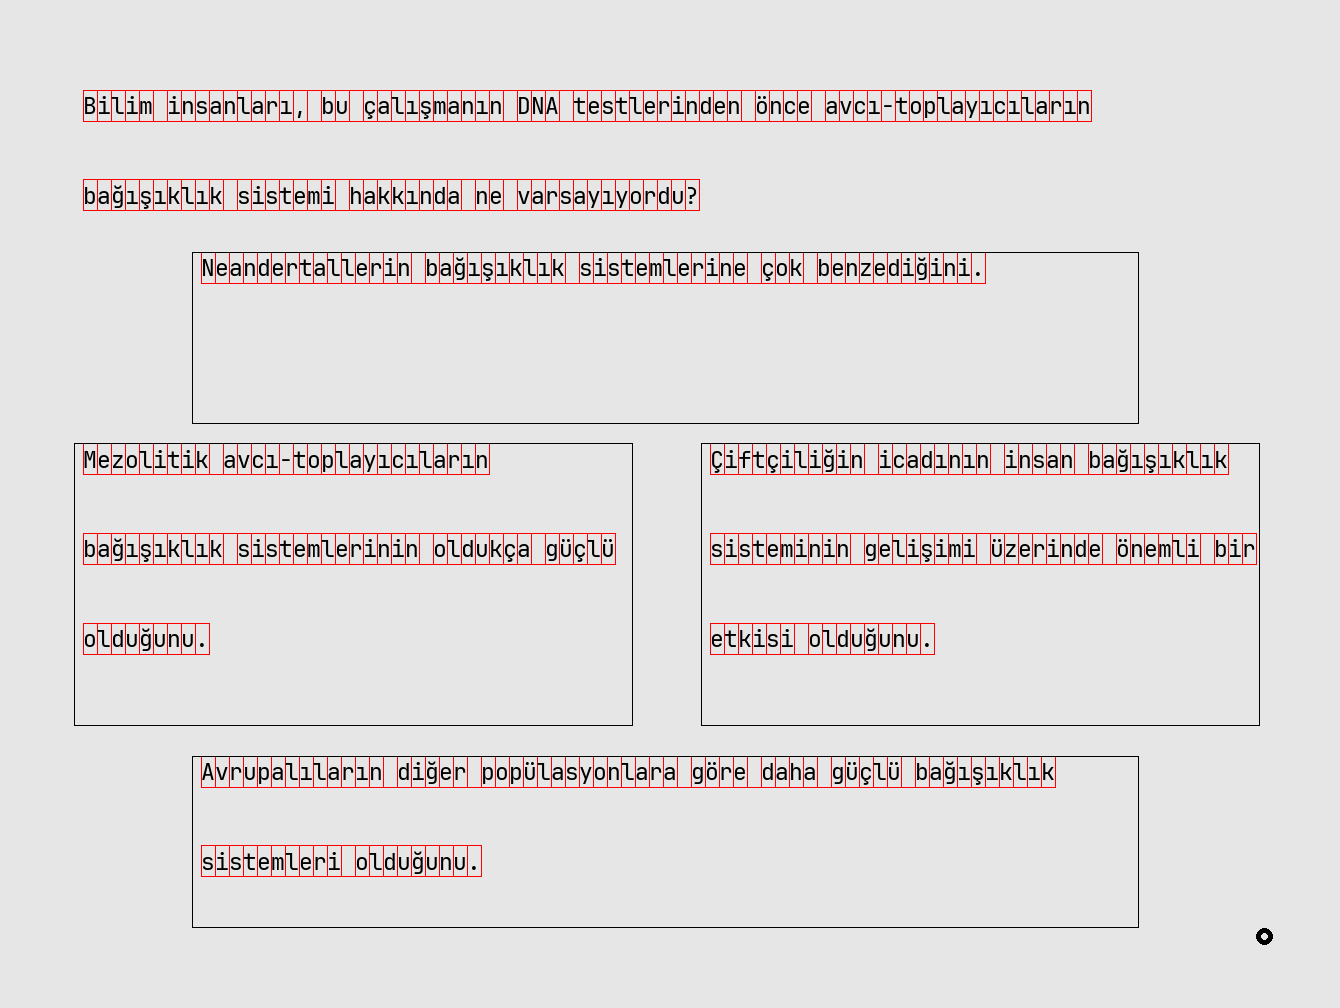 Bilim insanları, bu çalışmanın DNA testlerinden önce avcı-toplayıcıların
bağışıklık sistemi hakkında ne varsayıyordu?
Neandertallerin bağışıklık sistemlerine çok benzediğini.
Mezolitik avcı-toplayıcıların
bağışıklık sistemlerinin oldukça güçlü
olduğunu.
Çiftçiliğin icadının insan bağışıklık
sisteminin gelişimi üzerinde önemli bir
etkisi olduğunu.
Avrupalıların diğer popülasyonlara göre daha güçlü bağışıklık
sistemleri olduğunu.